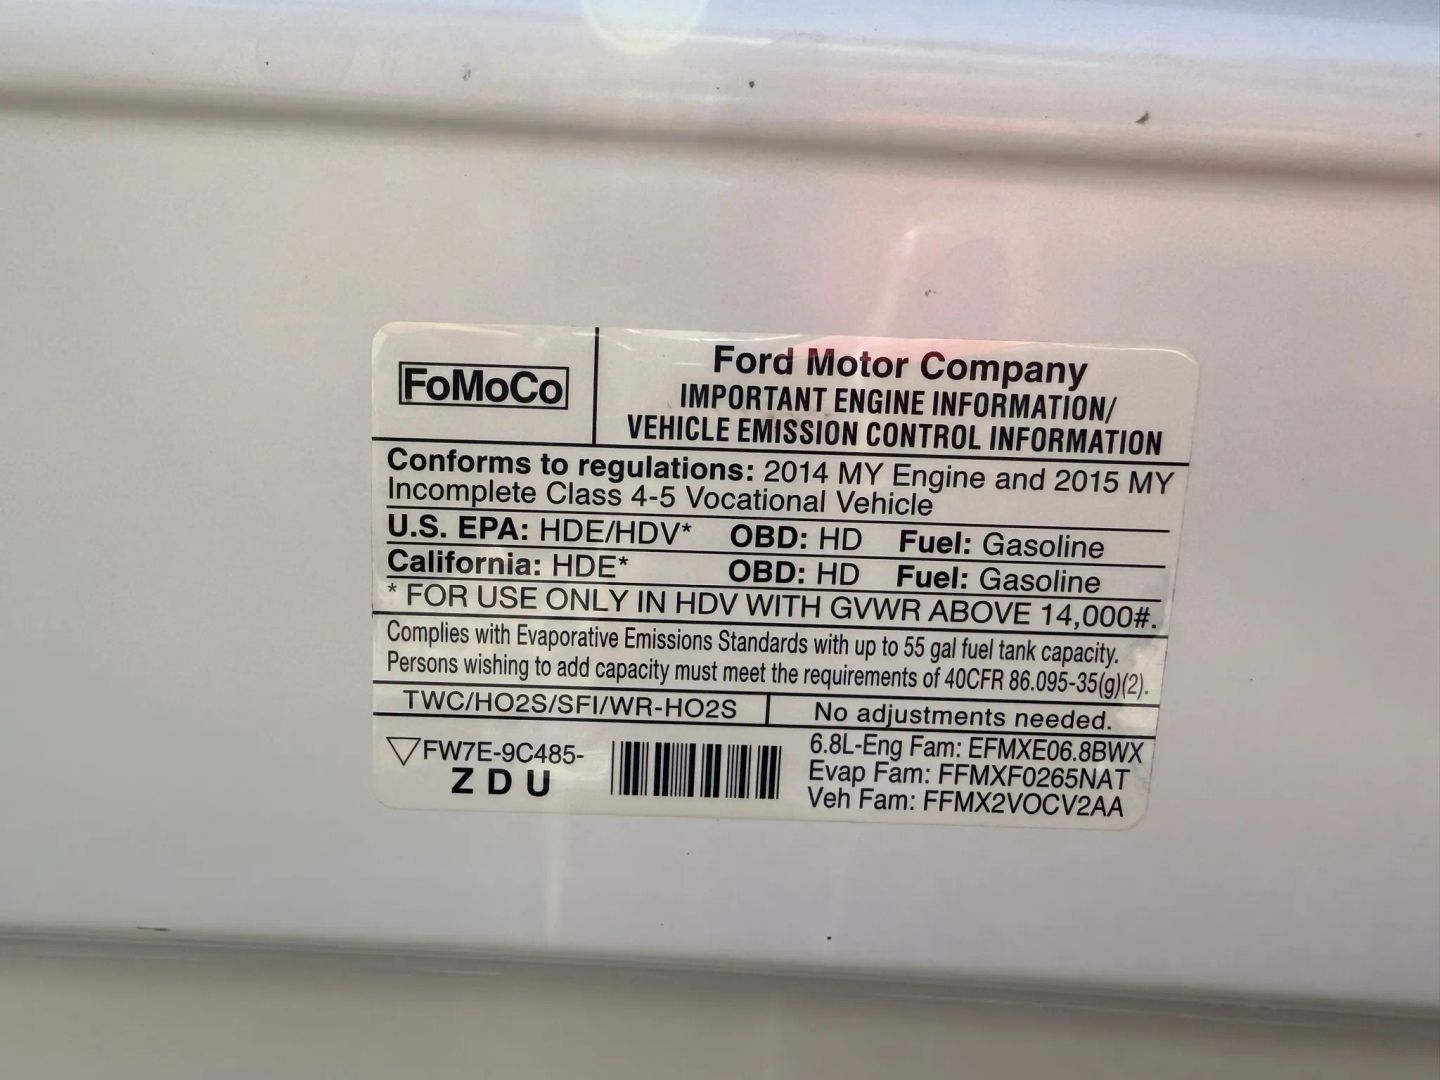 FoMoCo
Ford Motor Company
IMPORTANT ENGINE INFORMATION/
VEHICLE EMISSION CONTROL INFORMATION
Conforms to regulations: 2014 MY Engine and 2015 MY
Incomplete Class 4-5 Vocational Vehicle
U.S. EPA: HDE/HDV* OBD: HD Fuel: Gasoline
California: HDE* OBD: HD Fuel: Gasoline
* FOR USE ONLY IN HDV WITH GVWR ABOVE 14,000#.
Complies with Evaporative Emissions Standards with up to 55 gal fuel tank capacity.
Persons wishing to add capacity must meet the requirements of 40CFR 86.095-35(g)(2).
TWC/HO2S/SFI/WR-HO2S
No adjustments needed.
FW7E-9C485-
Z D U
6.8L-Eng Fam: EFMXE06.8BWX
Evap Fam: FFMXF0265NAT
Veh Fam: FFMX2VOCV2AA